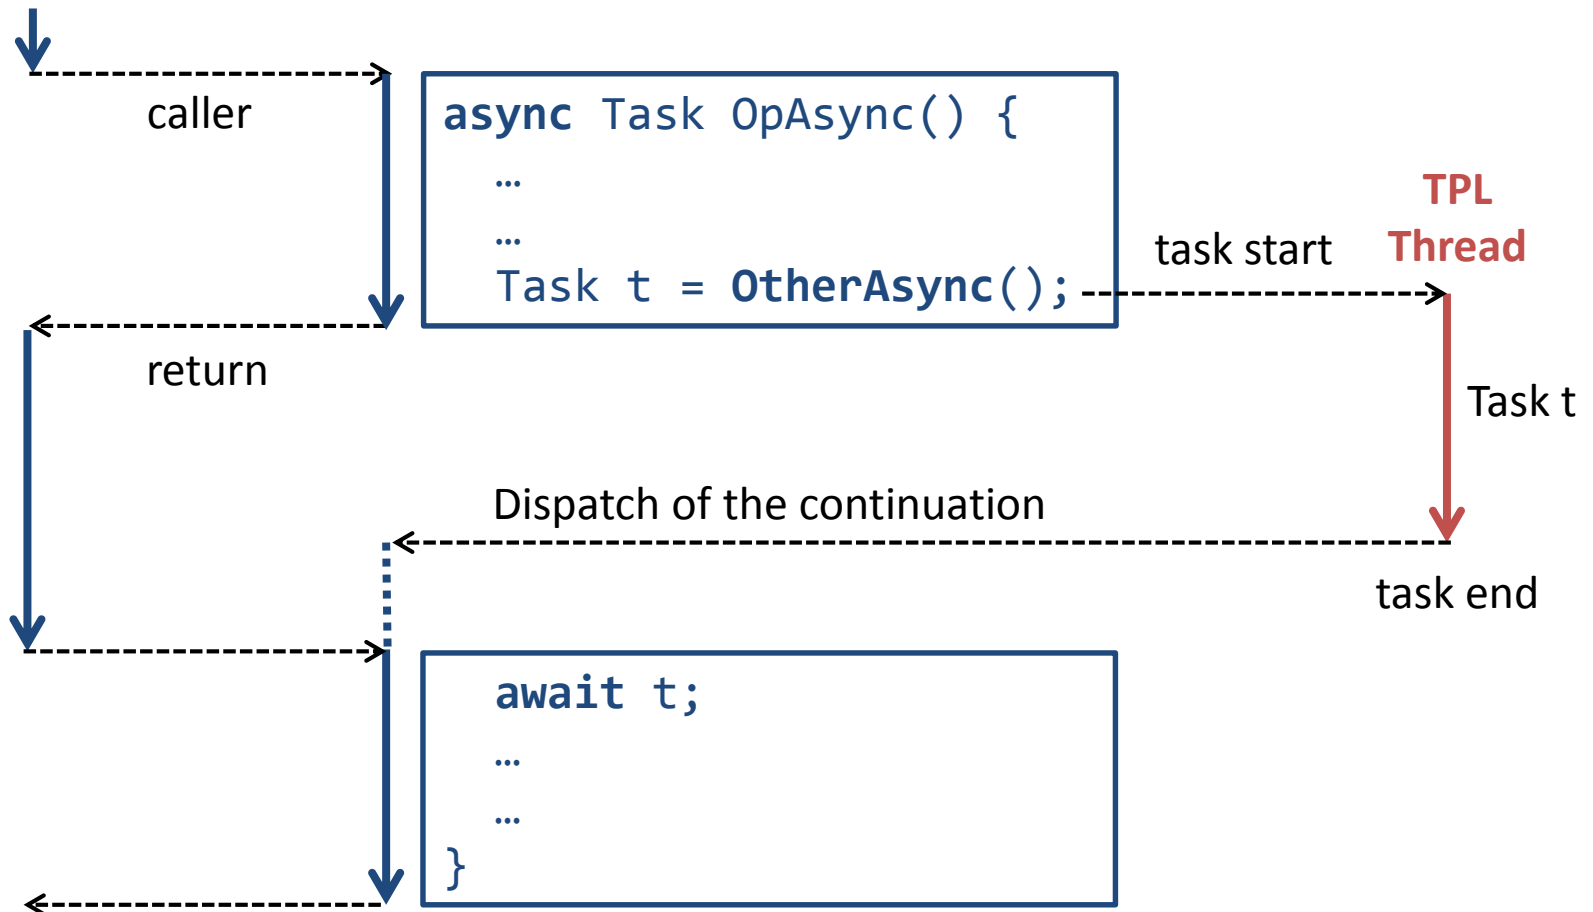 caller
async Task OpAsync() {
…
…
Task t = OtherAsync();
task start
TPL
Thread
return
Task t
Dispatch of the continuation
task end
await t;
…
…
}